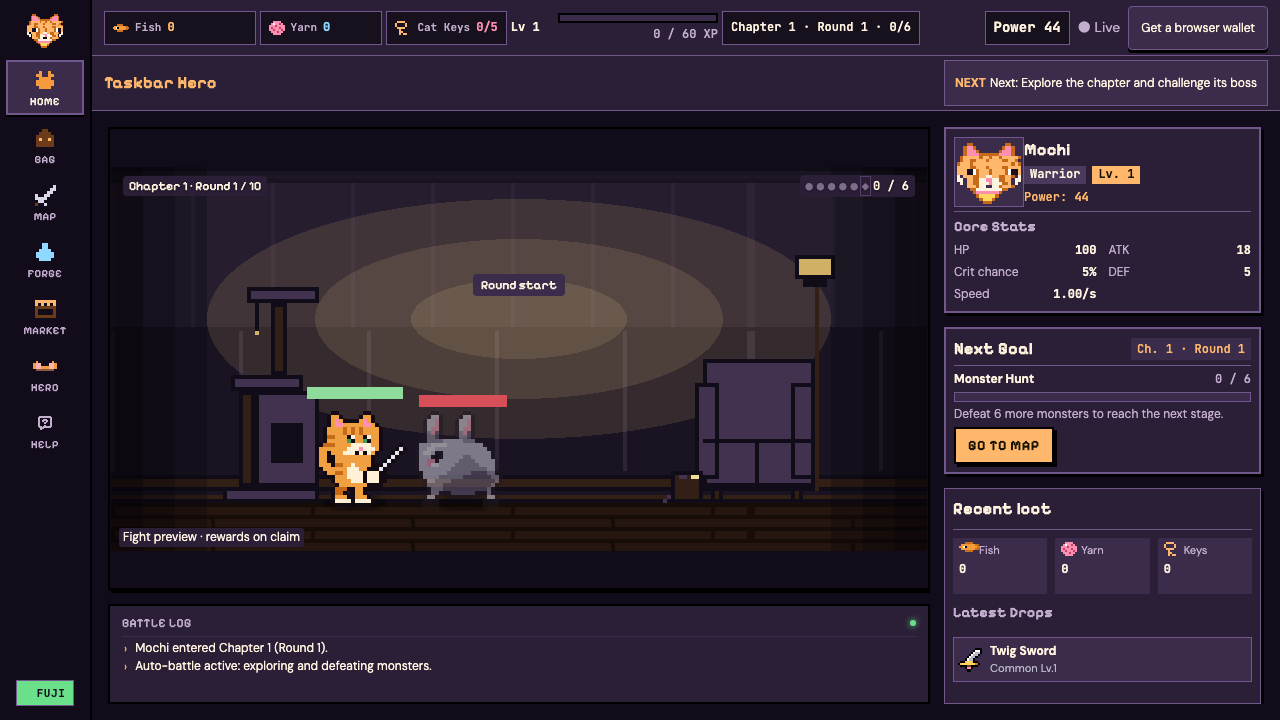 Fish 0
Yarn 0
Cat Keys 0/5
Lv 1
0 / 60 XP
Chapter 1 · Round 1 · 0/6
Power 44
Live
Get a browser wallet
Taskbar Hero
NEXT Next: Explore the chapter and challenge its boss
HOME
BAG
MAP
FORGE
MARKET
HERO
HELP
FUJI
Chapter 1 · Round 1 / 10
0 / 6
Round start
Fight preview · rewards on claim
BATTLE LOG
› Mochi entered Chapter 1 (Round 1).
› Auto-battle active: exploring and defeating monsters.
Mochi
Warrior Lv. 1
Power: 44
Core Stats
HP 100 ATK 18
Crit chance 5% DEF 5
Speed 1.00/s
Next Goal Ch. 1 · Round 1
Monster Hunt 0 / 6
Defeat 6 more monsters to reach the next stage.
GO TO MAP
Recent loot
Fish Yarn Keys
0 0 0
Latest Drops
Twig Sword
Common Lv.1